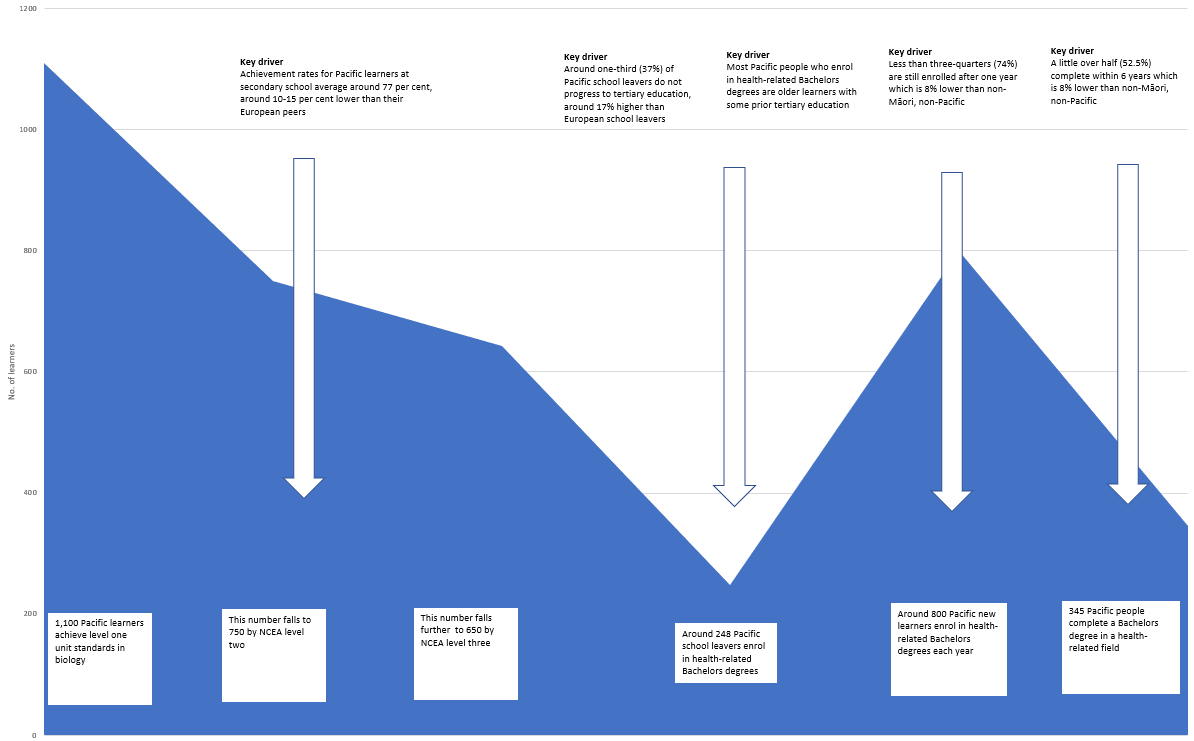 1200
1000
800
600
400
200
0
No. of learners
Key driver
Achievement rates for Pacific learners at
secondary school average around 77 per cent,
around 10-15 per cent lower than their
European peers
Key driver
Around one-third (37%) of
Pacific school leavers do not
progress to tertiary education,
around 17% higher than
European school leavers
Key driver
Most Pacific people who enrol
in health-related Bachelors
degrees are older learners with
some prior tertiary education
Key driver
Less than three-quarters (74%)
are still enrolled after one year
which is 8% lower than non-
Māori, non-Pacific
Key driver
A little over half (52.5%)
complete within 6 years which
is 8% lower than non-Māori,
non-Pacific
1,100 Pacific learners
achieve level one
unit standards in
biology
This number falls to
750 by NCEA level
two
This number falls
further to 650 by
NCEA level three
Around 248 Pacific
school leavers enrol
in health-related
Bachelors degrees
Around 800 Pacific new
learners enrol in health-
related Bachelors
degrees each year
345 Pacific people
complete a Bachelors
degree in a health-
related field